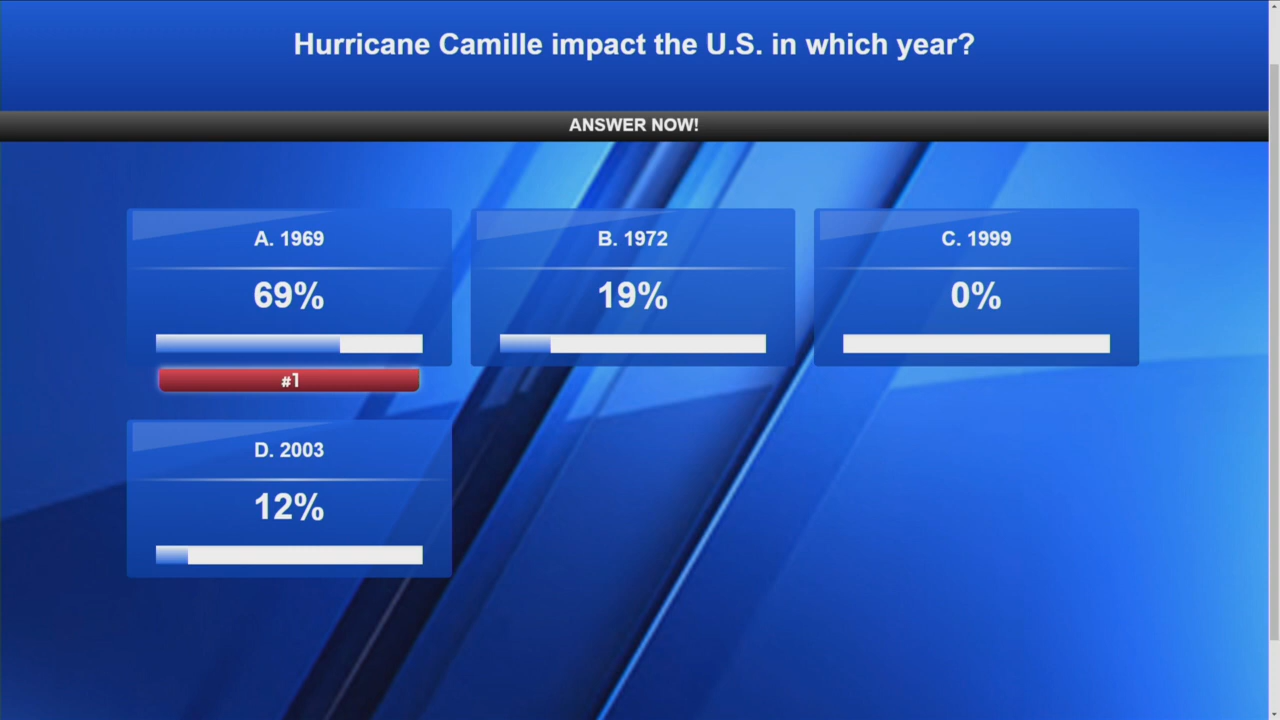 Hurricane Camille impact the U.S. in which year?
ANSWER NOW!
A. 1969
69%
#1
B. 1972
19%
C. 1999
0%
D. 2003
12%